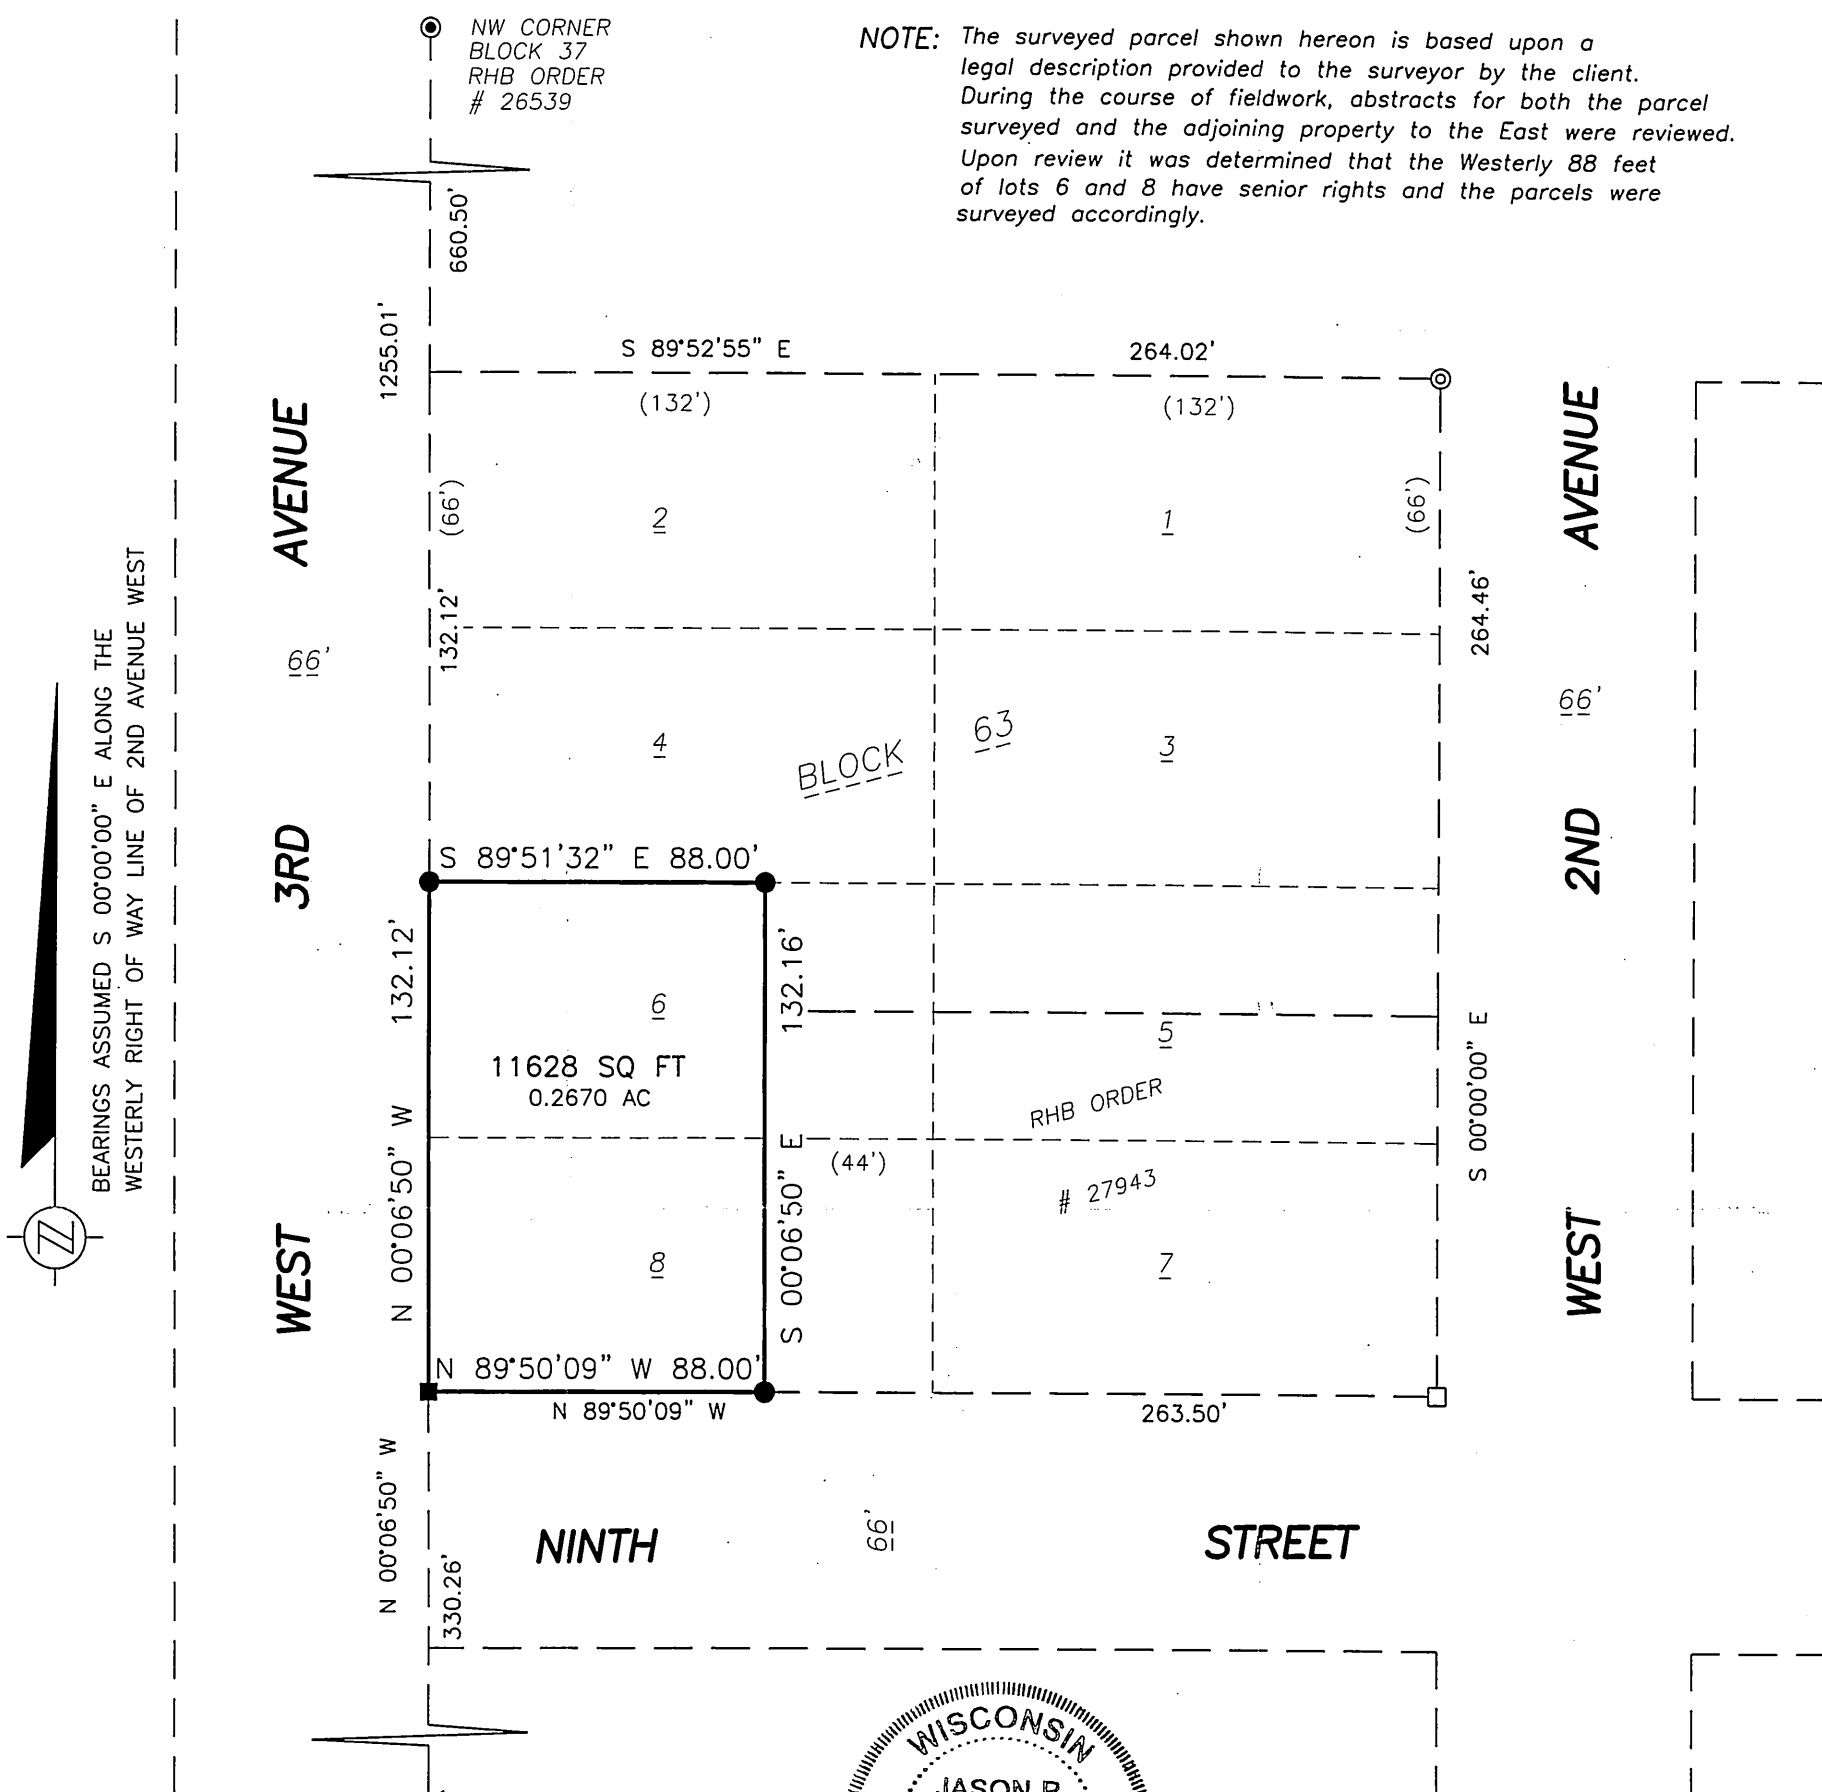 NW CORNER
BLOCK 37
RHB ORDER
# 26539
NOTE: The surveyed parcel shown hereon is based upon a
legal description provided to the surveyor by the client.
During the course of fieldwork, abstracts for both the parcel
surveyed and the adjoining property to the East were reviewed.
Upon review it was determined that the Westerly 88 feet
of lots 6 and 8 have senior rights and the parcels were
surveyed accordingly.
660.50'
1255.01'
S 89°52'55" E
264.02'
(132')
(132')
(66')
2
1
(66')
132.12'
264.46'
66'
66'
4
BLOCK 63
3
BEARINGS ASSUMED S 00°00'00" E ALONG THE
WESTERLY RIGHT OF WAY LINE OF 2ND AVENUE WEST
WEST 3RD AVENUE
WEST 2ND AVENUE
S 89°51'32" E 88.00'
N 00°06'50" W 132.12'
S 00°06'50" E 132.16'
6
11628 SQ FT
0.2670 AC
5
RHB ORDER
# 27943
S 00°00'00" E
(44')
8
7
N 89°50'09" W 88.00'
N 89°50'09" W
263.50'
N 00°06'50" W
330.26'
NINTH STREET
66'
WISCONSIN
JASON R.